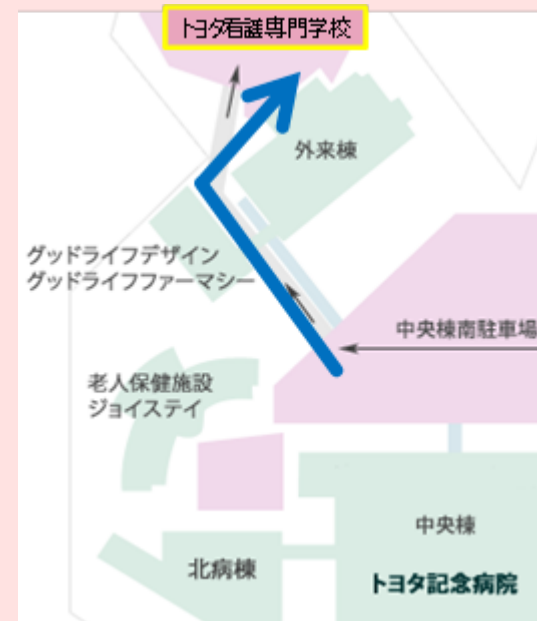 トヨタ看護専門学校
外来棟
グッドライフデザイン
グッドライフファーマシー
中央棟南駐車場
老人保健施設
ジョイステイ
中央棟
北病棟
トヨタ記念病院